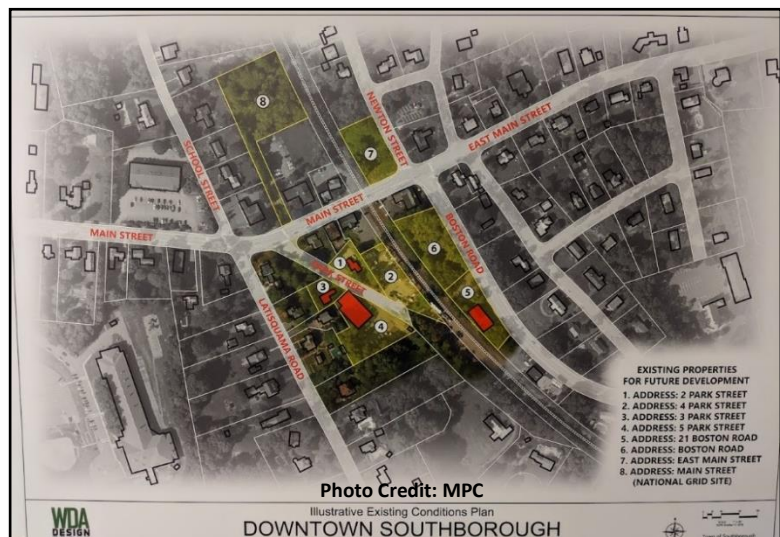 8
7
NEWTON STREET
EAST MAIN STREET
SCHOOL STREET
MAIN STREET
MAIN STREET
BOSTON ROAD
6
1
2
3
5
4
LATISQUAMA ROAD
EXISTING PROPERTIES
FOR FUTURE DEVELOPMENT
1. ADDRESS: 2 PARK STREET
2. ADDRESS: 4 PARK STREET
3. ADDRESS: 3 PARK STREET
4. ADDRESS: 5 PARK STREET
5. ADDRESS: 21 BOSTON ROAD
6. ADDRESS: BOSTON ROAD
7. ADDRESS: EAST MAIN STREET
8. ADDRESS: MAIN STREET
(NATIONAL GRID SITE)
Photo Credit: MPC
WDA
DESIGN
Illustrative Existing Conditions Plan
DOWNTOWN SOUTHBOROUGH